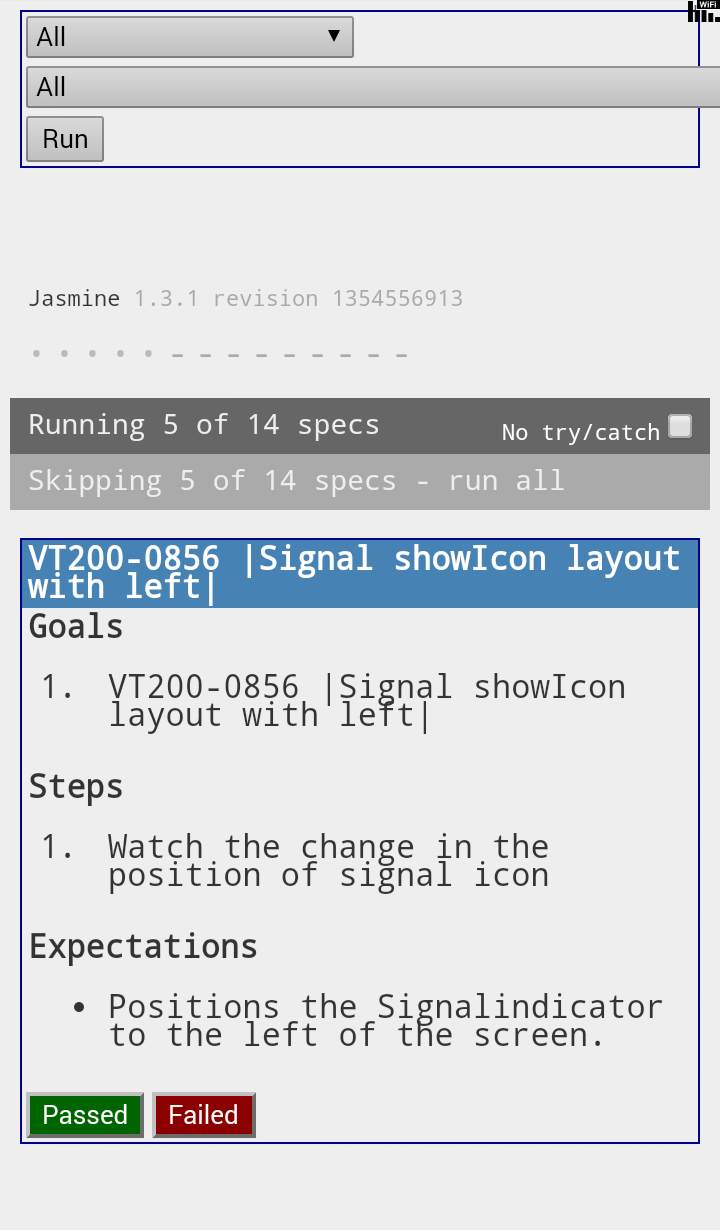 WiFi
All
All
Run
Jasmine 1.3.1 revision 1354556913
Running 5 of 14 specs
No try/catch
Skipping 5 of 14 specs - run all
VT200-0856 |Signal showIcon layout
with left|
Goals
1. VT200-0856 |Signal showIcon
layout with left|
Steps
1. Watch the change in the
position of signal icon
Expectations
• Positions the Signalindicator
to the left of the screen.
Passed Failed